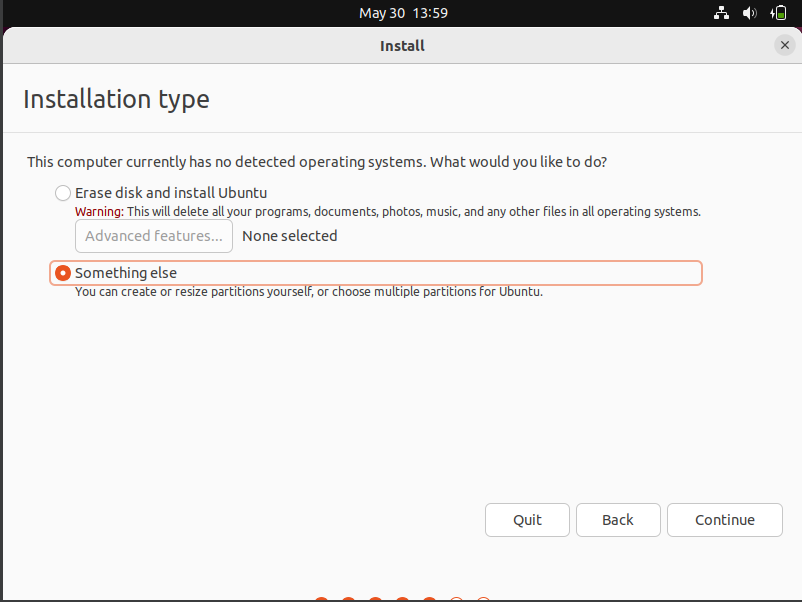 May 30 13:59
Install
Installation type
This computer currently has no detected operating systems. What would you like to do?
Erase disk and install Ubuntu
Warning: This will delete all your programs, documents, photos, music, and any other files in all operating systems.
Advanced features... None selected
Something else
You can create or resize partitions yourself, or choose multiple partitions for Ubuntu.
Quit Back Continue